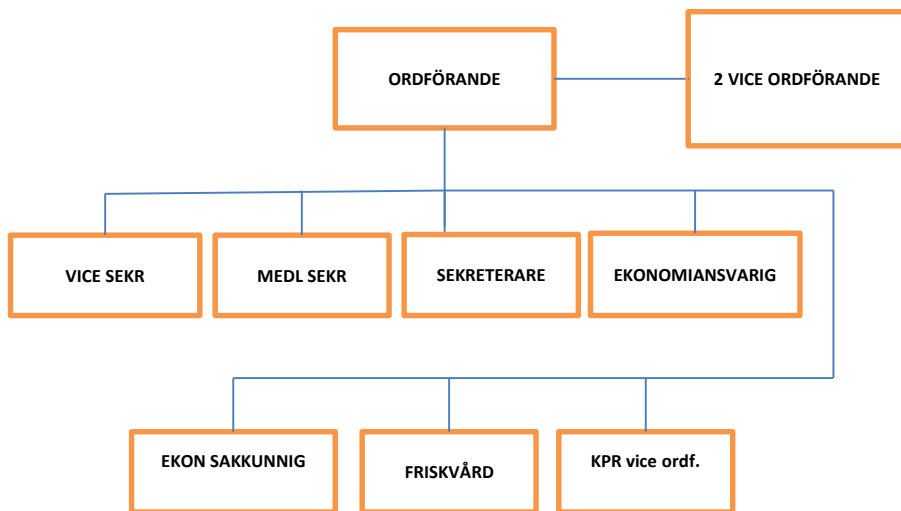 ORDFÖRANDE
2 VICE ORDFÖRANDE
VICE SEKR
MEDL SEKR
SEKRETERARE
EKONOMIANSVARIG
EKON SAKKUNNIG
FRISKVÅRD
KPR vice ordf.